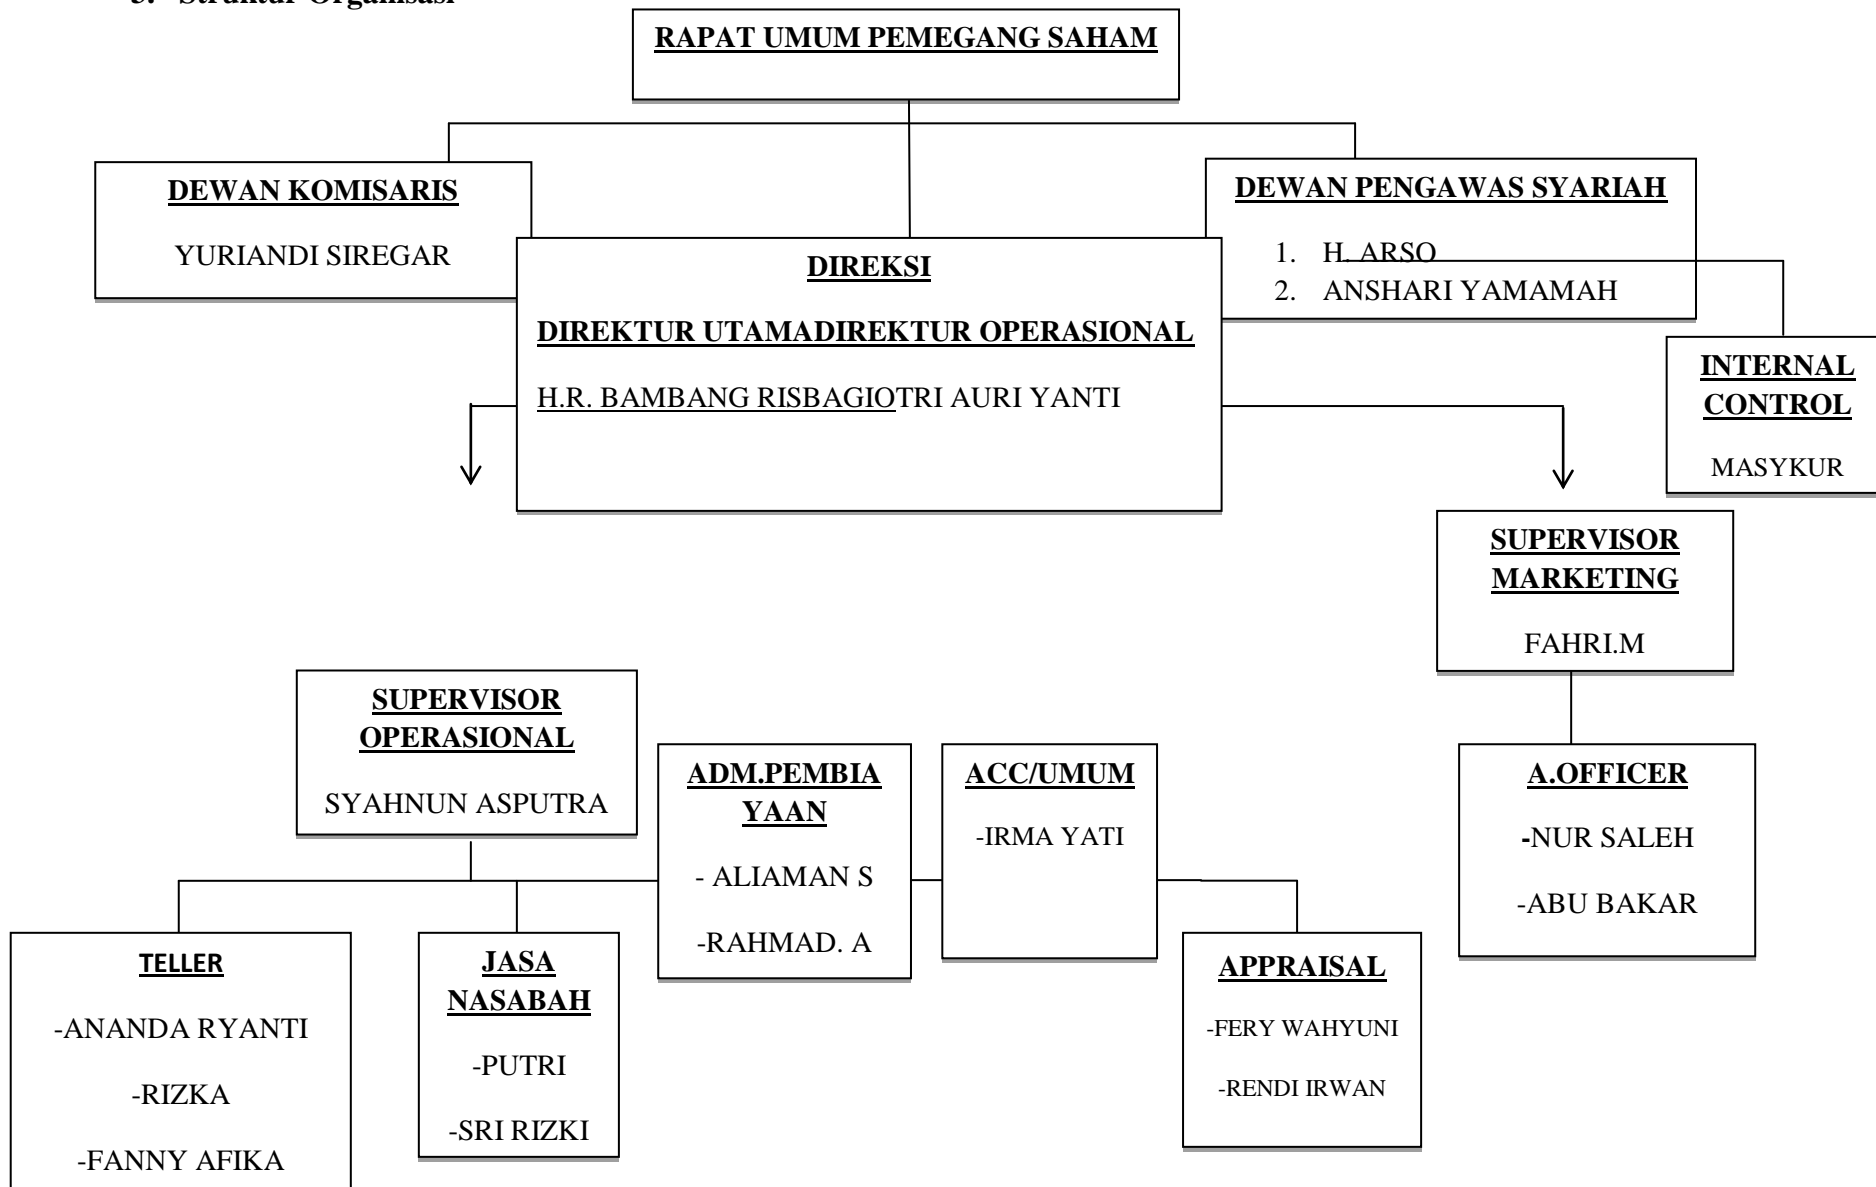 Struktur Organisasi
RAPAT UMUM PEMEGANG SAHAM
DEWAN KOMISARIS
YURIANDI SIREGAR
DIREKSI
DIREKTUR UTAMADIREKTUR OPERASIONAL
H.R. BAMBANG RISBAGIOTRI AURI YANTI
DEWAN PENGAWAS SYARIAH
1. H. ARSO
2. ANSHARI YAMAMAH
INTERNAL
CONTROL
MASYKUR
SUPERVISOR
MARKETING
FAHRI.M
SUPERVISOR
OPERASIONAL
SYAHNUN ASPUTRA
ADM.PEMBIA
YAAN
- ALIAMAN S
-RAHMAD. A
ACC/UMUM
-IRMA YATI
A.OFFICER
-NUR SALEH
-ABU BAKAR
TELLER
-ANANDA RYANTI
-RIZKA
-FANNY AFIKA
JASA
NASABAH
-PUTRI
-SRI RIZKI
APPRAISAL
-FERY WAHYUNI
-RENDI IRWAN